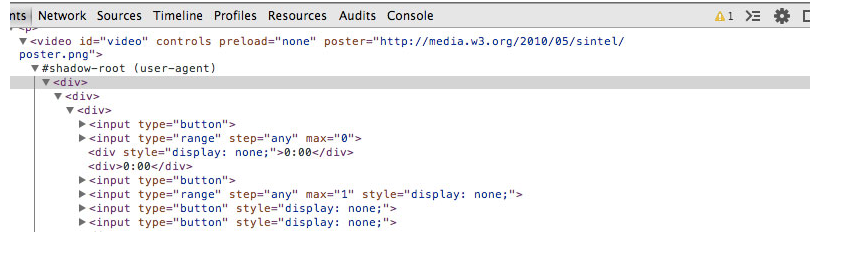 nts Network Sources Timeline Profiles Resources Audits Console 1
<p>
<video id="video" controls preload="none" poster="http://media.w3.org/2010/05/sintel/
poster.png">
#shadow-root (user-agent)
<div>
<div>
<div>
<input type="button">
<input type="range" step="any" max="0">
<div style="display: none;">0:00</div>
<div>0:00</div>
<input type="button">
<input type="range" step="any" max="1" style="display: none;">
<input type="button" style="display: none;">
<input type="button" style="display: none;">